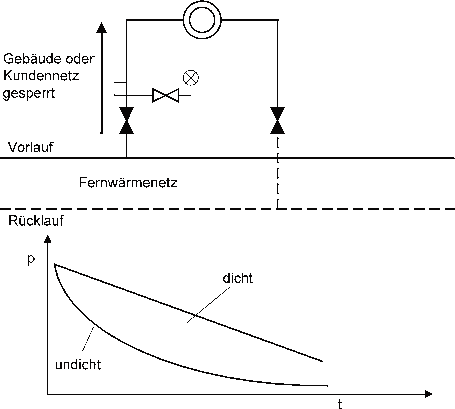 Gebäude oder
Kundennetz
gesperrt
Vorlauf
Fernwärmenetz
Rücklauf
p
dicht
undicht
t